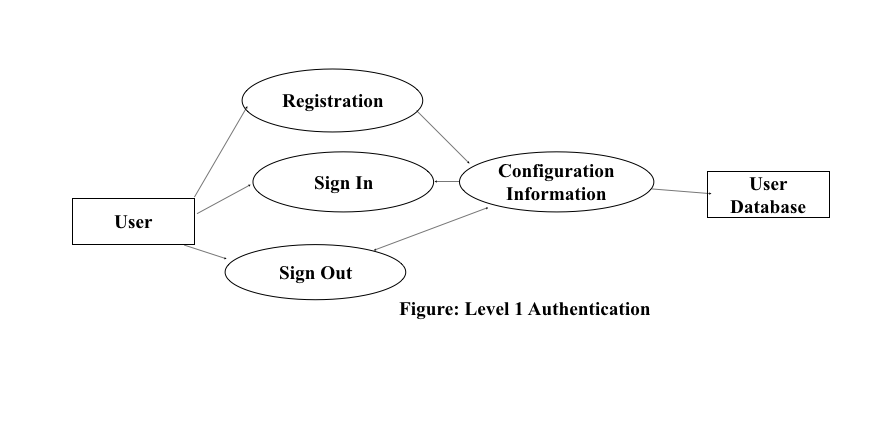 Registration
Sign In
Configuration
Information
User
Database
User
Sign Out
Figure: Level 1 Authentication